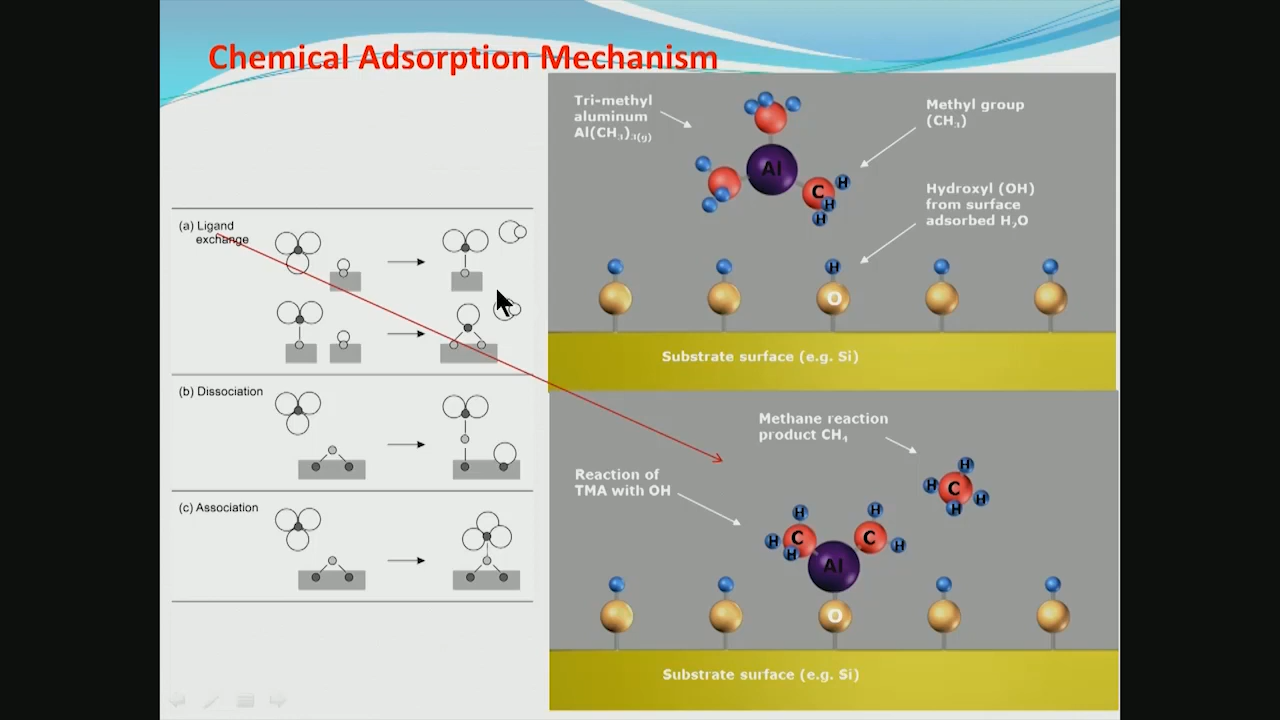 Chemical Adsorption Mechanism
(a) Ligand
exchange
(b) Dissociation
(c) Association
Tri-methyl
aluminum
Al(CH₃)₃(g)
Methyl group
(CH₃)
Hydroxyl (OH)
from surface
adsorbed H₂O
Al
C
H
H
H
H
O
Substrate surface (e.g. Si)
Methane reaction
product CH₄
Reaction of
TMA with OH
H
H
C
H
H
H
H
C
H
H
C
H
H
Al
O
Substrate surface (e.g. Si)